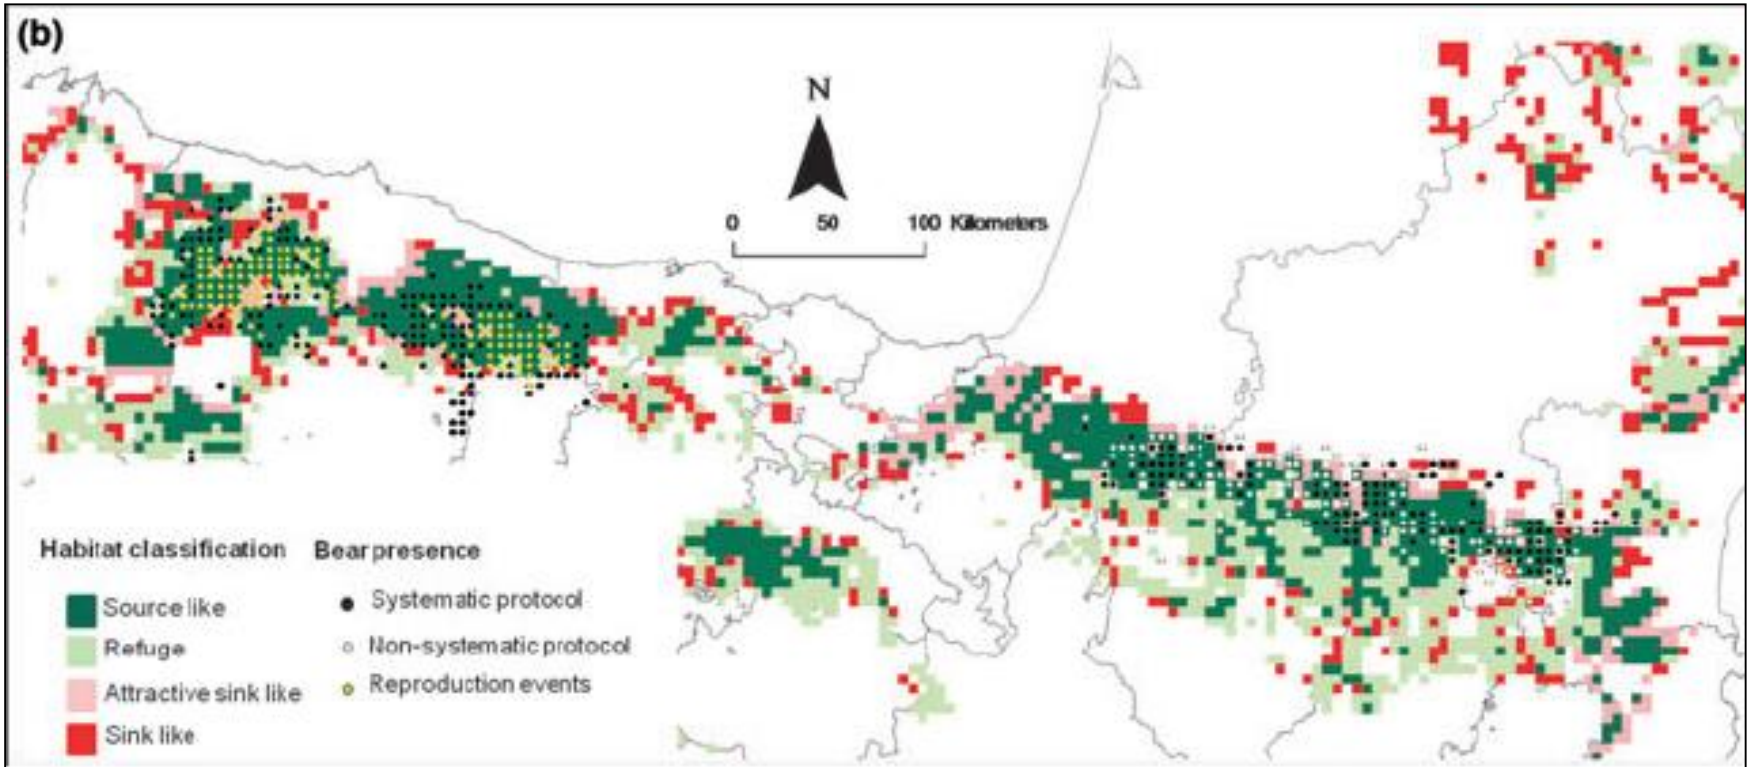 (b)
N
0 50 100 Kilometers
Habitat classification Bear presence
Source like
Refuge
Attractive sink like
Sink like
Systematic protocol
Non-systematic protocol
Reproduction events